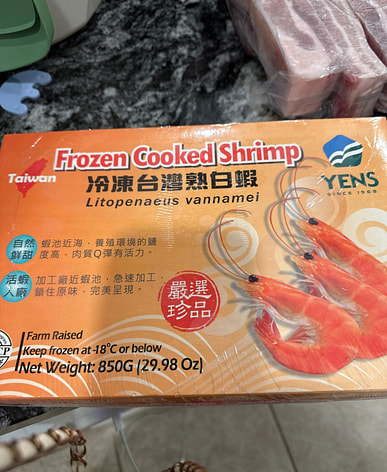 Taiwan
Frozen Cooked Shrimp
冷凍台灣熟白蝦
Litopenaeus vannamei
YENS
SINCE 1968
自然鮮甜
蝦池近海,養殖環境的鹽
度高,肉質Q彈有活力。
活蝦入廠
加工廠近蝦池,急速加工,
鎖住原味,完美呈現。
嚴選
珍品
Farm Raised
Keep frozen at -18°C or below
Net Weight: 850G (29.98 Oz)